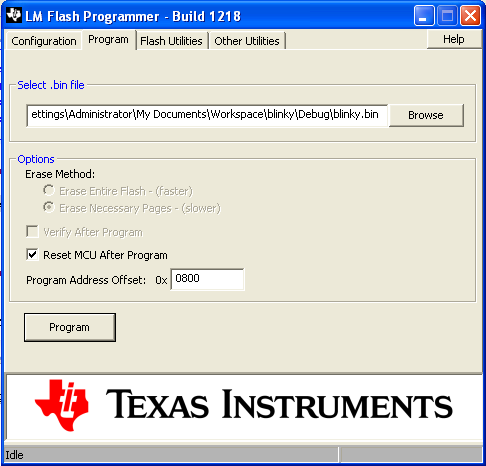 LM Flash Programmer - Build 1218
Configuration Program Flash Utilities Other Utilities Help
Select .bin file
ettings\Administrator\My Documents\Workspace\blinky\Debug\blinky.bin Browse
Options
Erase Method:
Erase Entire Flash - (faster)
Erase Necessary Pages - (slower)
Verify After Program
Reset MCU After Program
Program Address Offset: 0x 0800
Program
TEXAS INSTRUMENTS
Idle